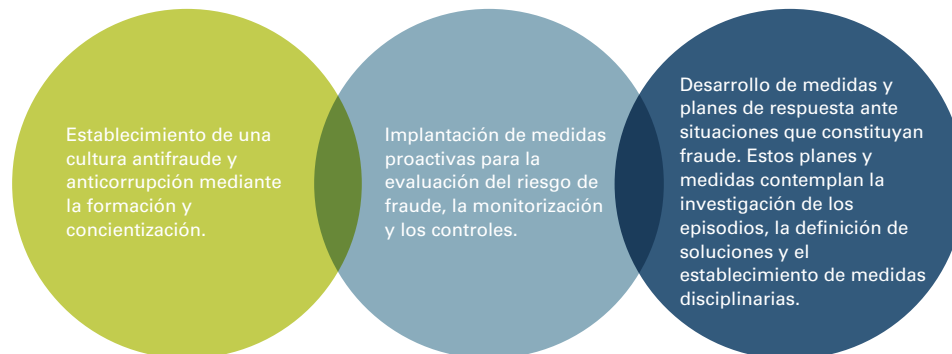 Establecimiento de una
cultura antifraude y
anticorrupción mediante
la formación y
concientización.
Implantación de medidas
proactivas para la
evaluación del riesgo de
fraude, la monitorización
y los controles.
Desarrollo de medidas y
planes de respuesta ante
situaciones que constituyan
fraude. Estos planes y
medidas contemplan la
investigación de los
episodios, la definición de
soluciones y el
establecimiento de medidas
disciplinarias.